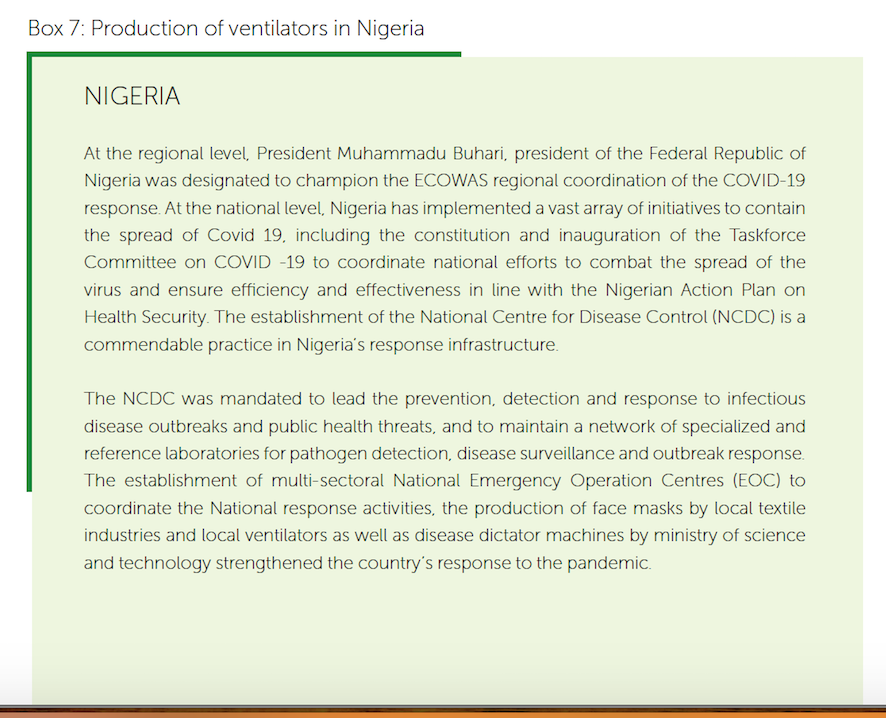 Box 7: Production of ventilators in Nigeria
NIGERIA
At the regional level, President Muhammadu Buhari, president of the Federal Republic of
Nigeria was designated to champion the ECOWAS regional coordination of the COVID-19
response. At the national level, Nigeria has implemented a vast array of initiatives to contain
the spread of Covid 19, including the constitution and inauguration of the Taskforce
Committee on COVID -19 to coordinate national efforts to combat the spread of the
virus and ensure efficiency and effectiveness in line with the Nigerian Action Plan on
Health Security. The establishment of the National Centre for Disease Control (NCDC) is a
commendable practice in Nigeria's response infrastructure.
The NCDC was mandated to lead the prevention, detection and response to infectious
disease outbreaks and public health threats, and to maintain a network of specialized and
reference laboratories for pathogen detection, disease surveillance and outbreak response.
The establishment of multi-sectoral National Emergency Operation Centres (EOC) to
coordinate the National response activities, the production of face masks by local textile
industries and local ventilators as well as disease dictator machines by ministry of science
and technology strengthened the country's response to the pandemic.